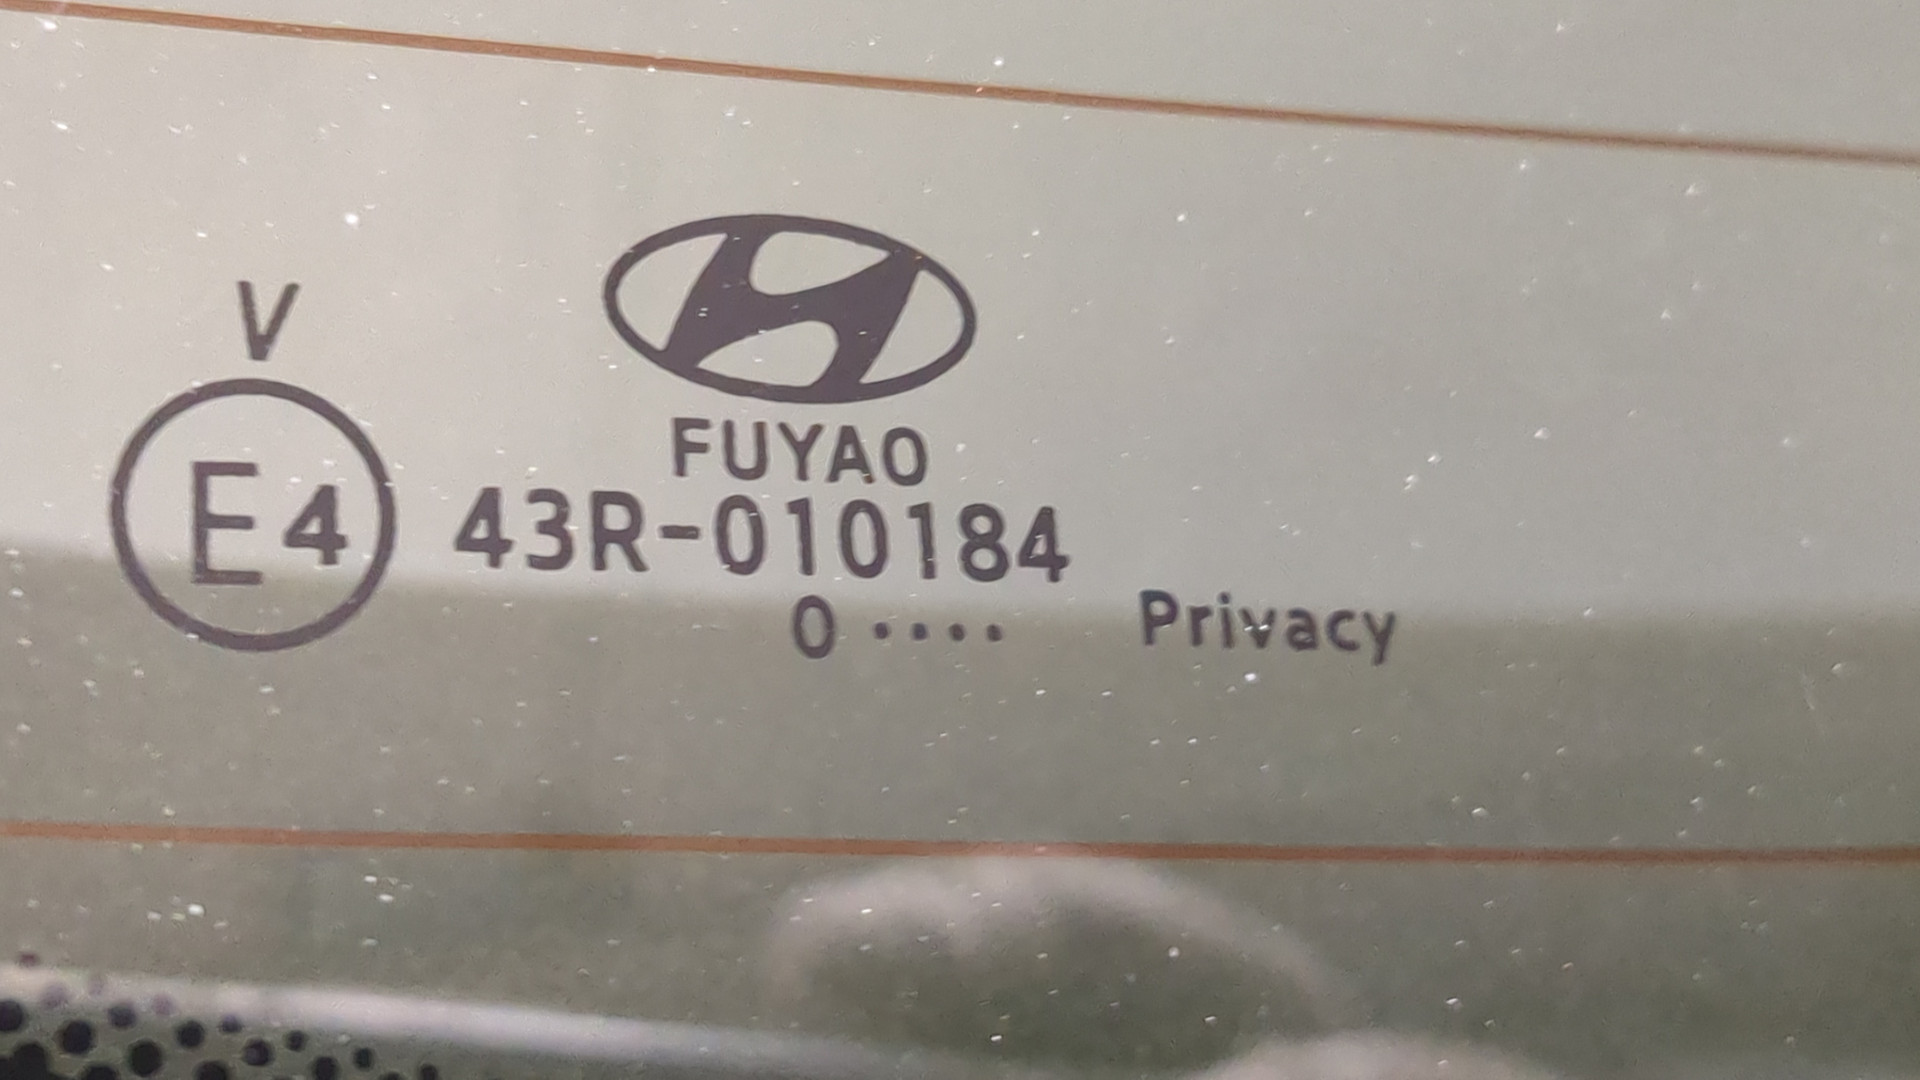 V
FUYAO
E4 43R-010184
0 ···· Privacy